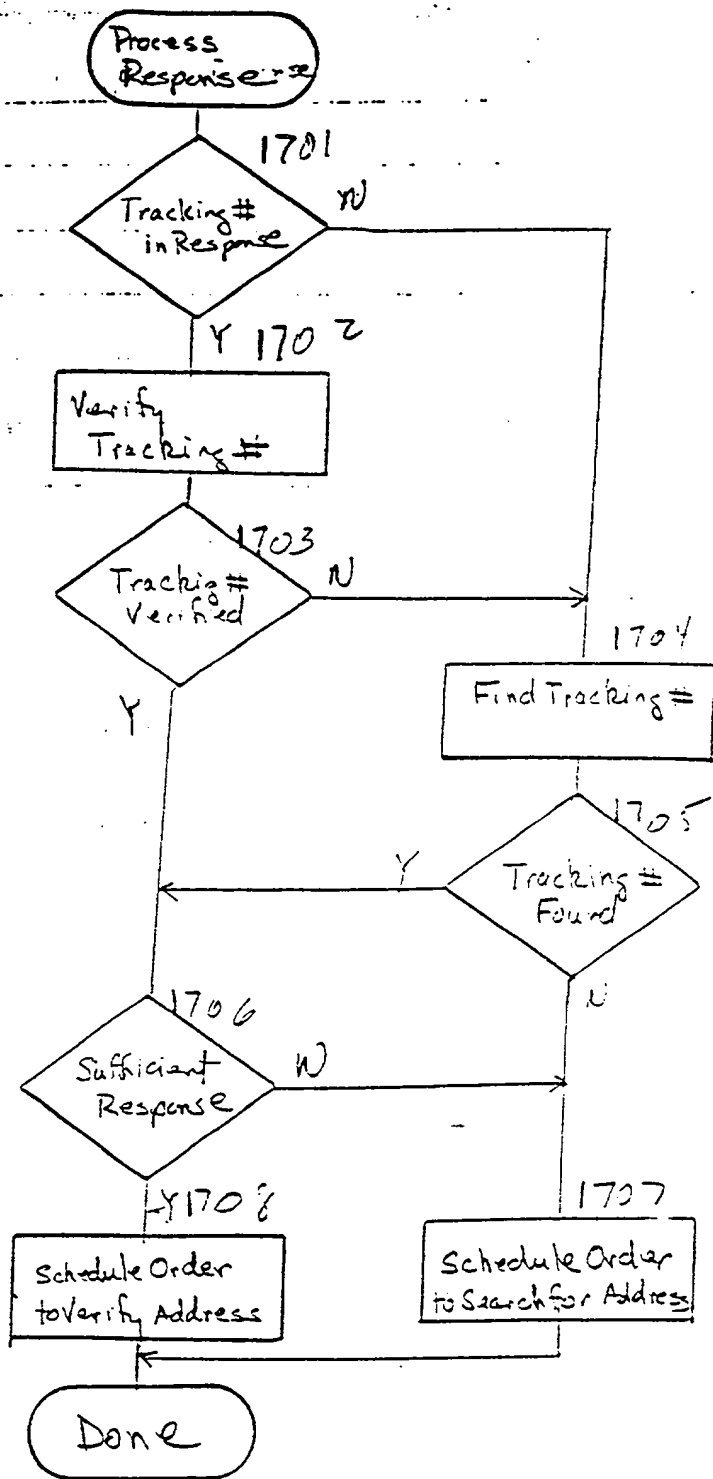 Process
Response
1701
Tracking #
in Response
N
Y 1702
Verify
Tracking #
1703
Trackig #
Verified
N
Y
1704
Find Tracking #
1705
Tracking #
Found
Y
N
1706
Sufficient
Response
N
Y 1708
Schedule Order
to Verify Address
1707
Schedule Order
to Search for Address
Done